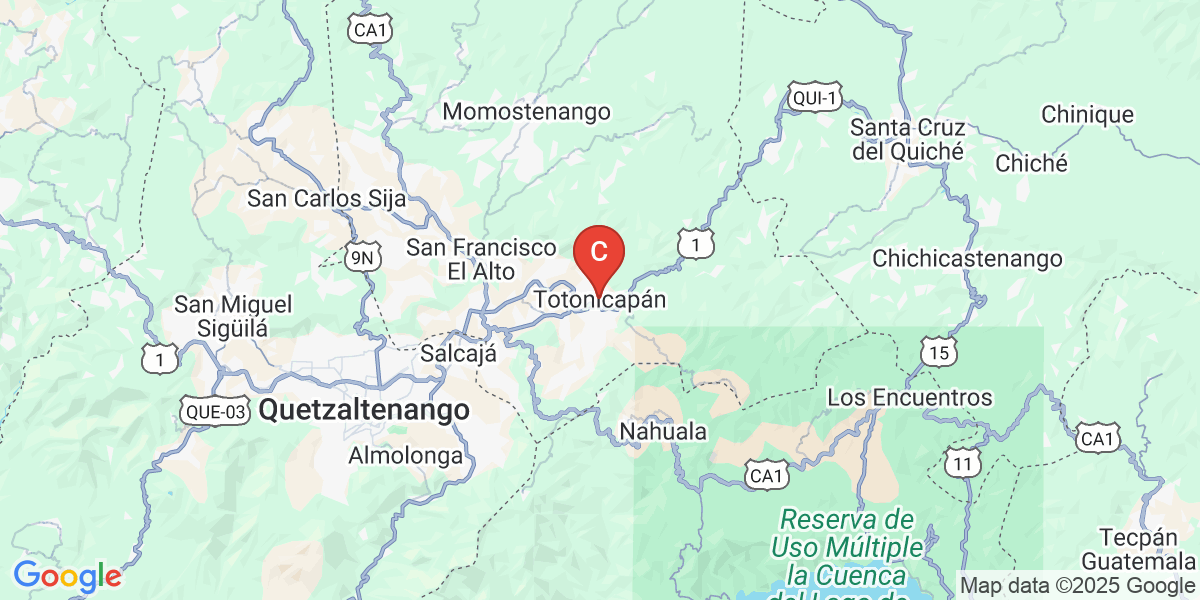 CA1
Momostenango
QUI-1
Chinique
Santa Cruz
del Quiché
Chiché
San Carlos Sija
C
San Francisco
El Alto
9N
1
Chichicastenango
Totonicapán
San Miguel
Sigüilá
1
Salcajá
15
Los Encuentros
QUE-03
Quetzaltenango
Nahuala
CA1
Almolonga
11
CA1
Reserva de
Uso Múltiple
la Cuenca
del Lago de
Tecpán
Guatemala
Google
Map data ©2025 Google